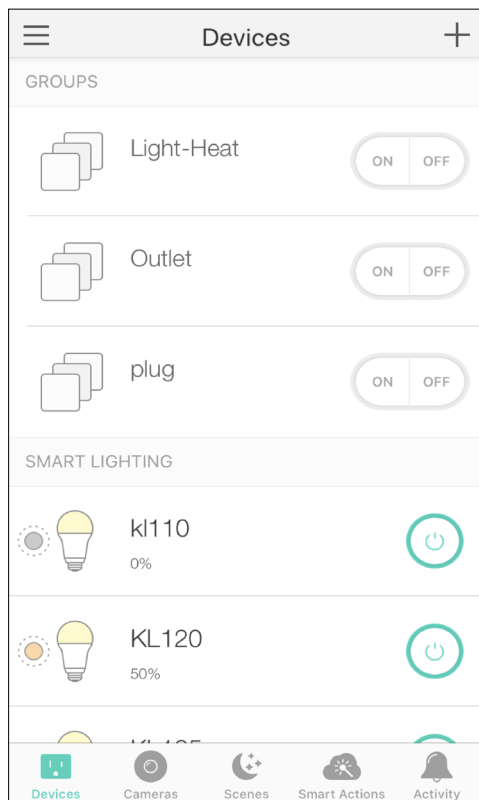 Devices
GROUPS
Light-Heat
ON OFF
Outlet
ON OFF
plug
ON OFF
SMART LIGHTING
kl110
0%
KL120
50%
Devices Cameras Scenes Smart Actions Activity